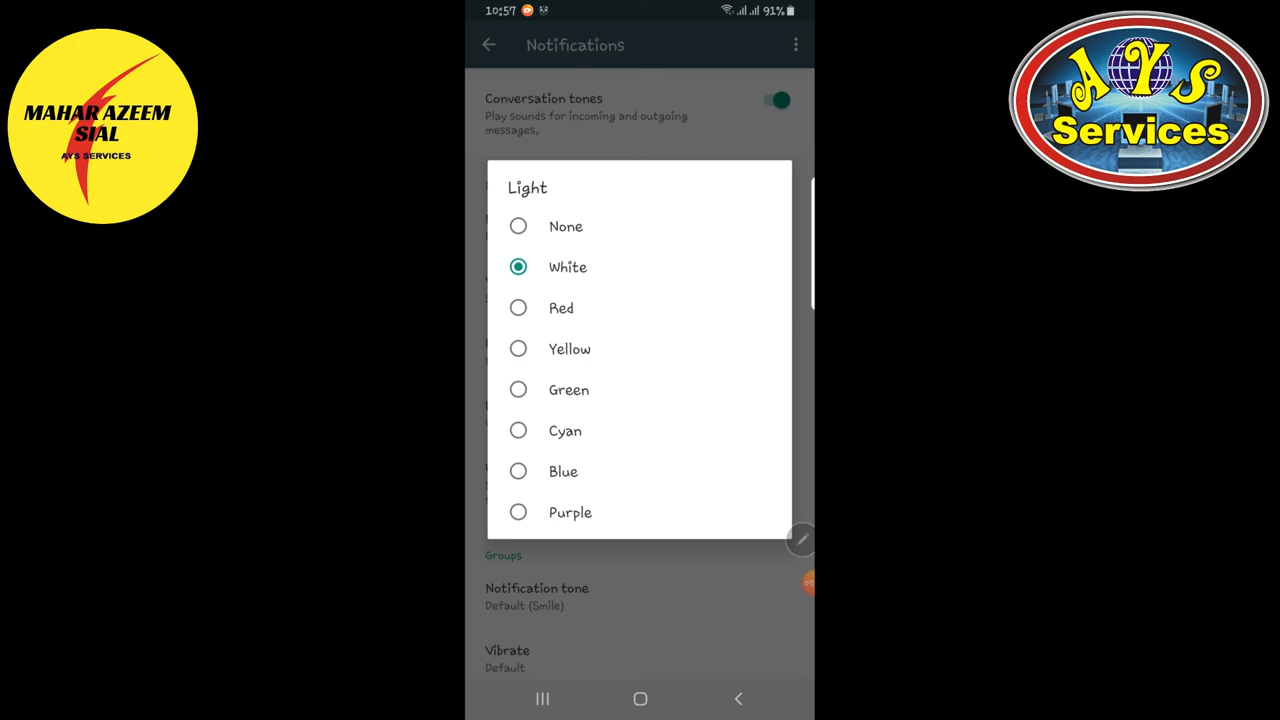 MAHAR AZEEM
SIAL
AYS SERVICES
10:57
91%
Notifications
Conversation tones
Play sounds for incoming and outgoing
messages.
Light
None
White
Red
Yellow
Green
Cyan
Blue
Purple
Groups
Notification tone
Default (Smile)
Vibrate
Default
AYS
Services